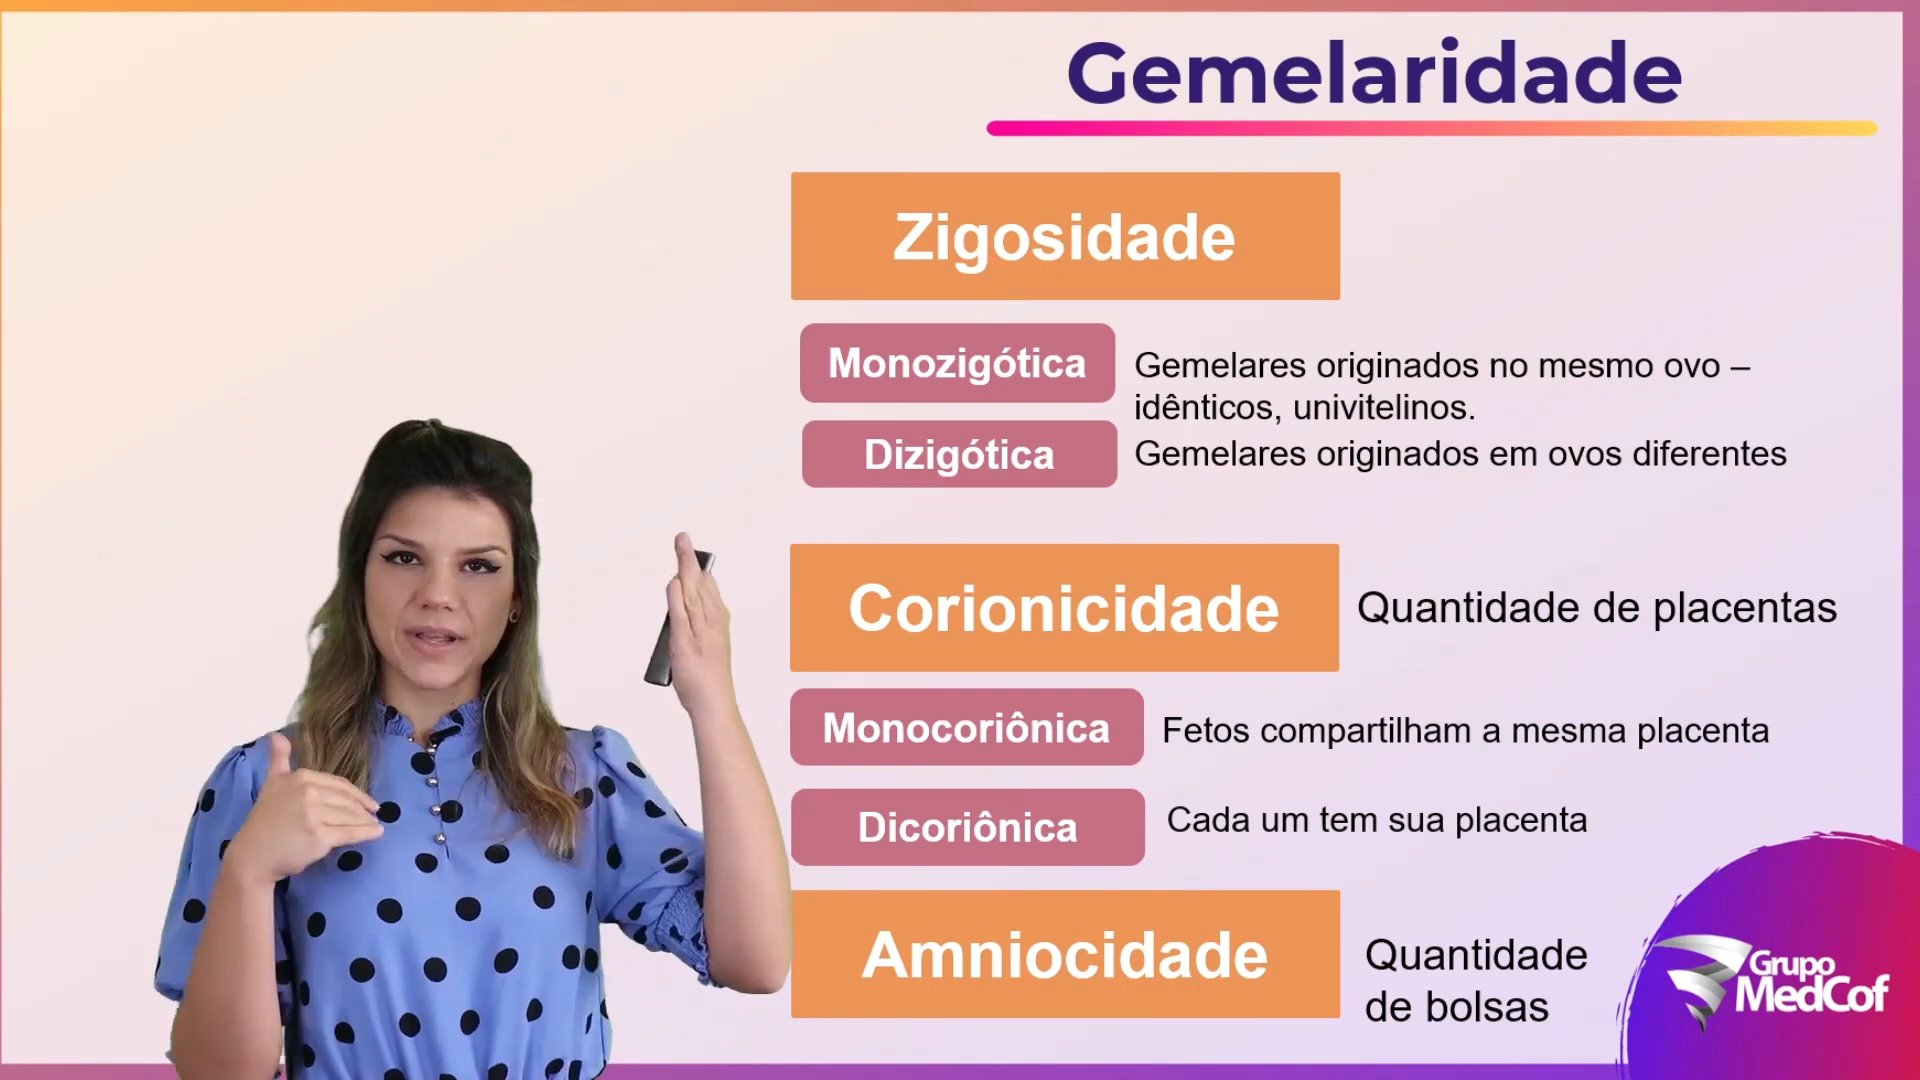 Gemelaridade
Zigosidade
Monozigótica
Gemelares originados no mesmo ovo –
idênticos, univitelinos.
Dizigótica
Gemelares originados em ovos diferentes
Corionicidade
Quantidade de placentas
Monocoriônica
Fetos compartilham a mesma placenta
Dicoriônica
Cada um tem sua placenta
Amniocidade
Quantidade
de bolsas
Grupo
MedCof